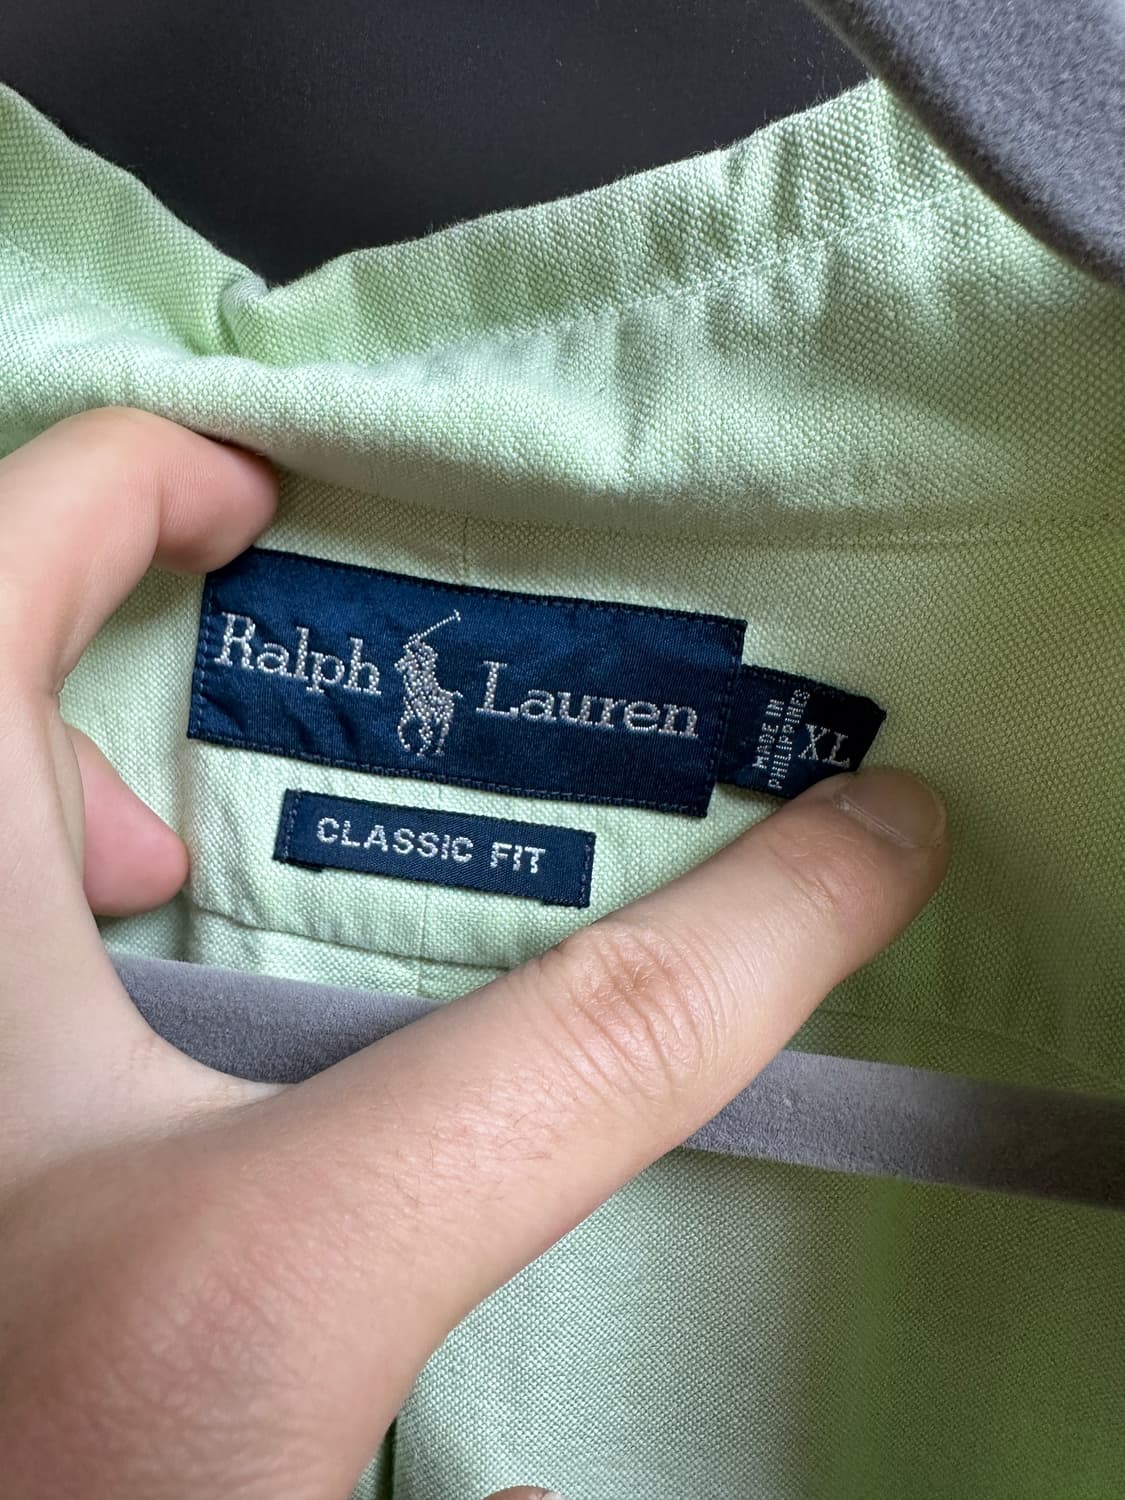 Ralph Lauren
MADE IN
PHILIPPINES
XL
CLASSIC FIT